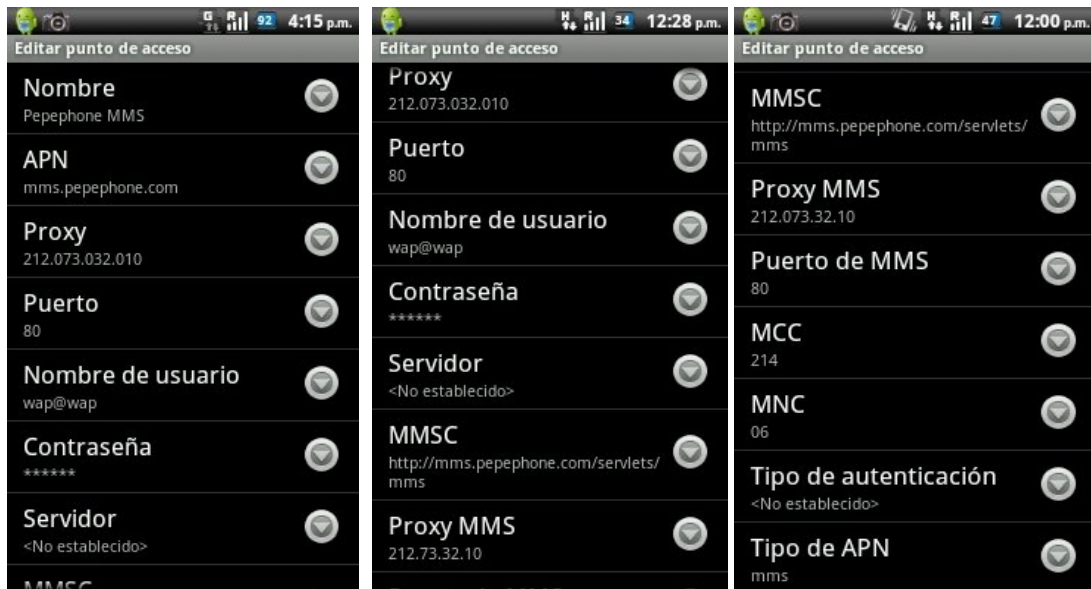 G R 92 4:15 p.m.
Editar punto de acceso
Nombre
Pepephone MMS
APN
mms.pepephone.com
Proxy
212.073.032.010
Puerto
80
Nombre de usuario
wap@wap
Contraseña
******
Servidor
<No establecido>
MMSC
H R 34 12:28 p.m.
Editar punto de acceso
Proxy
212.073.032.010
Puerto
80
Nombre de usuario
wap@wap
Contraseña
******
Servidor
<No establecido>
MMSC
http://mms.pepephone.com/servlets/
mms
Proxy MMS
212.73.32.10
H R 47 12:00 p.m.
Editar punto de acceso
MMSC
http://mms.pepephone.com/servlets/
mms
Proxy MMS
212.073.32.10
Puerto de MMS
80
MCC
214
MNC
06
Tipo de autenticación
<No establecido>
Tipo de APN
mms